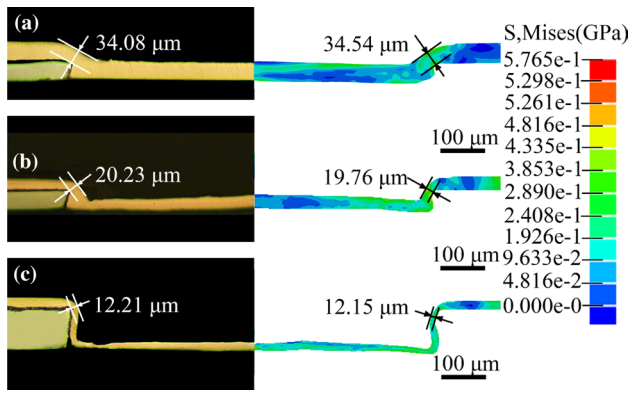 (a)
34.08 μm
34.54 μm
100 μm
(b)
20.23 μm
19.76 μm
100 μm
(c)
12.21 μm
12.15 μm
100 μm
S,Mises(GPa)
5.765e-1
5.298e-1
5.261e-1
4.816e-1
4.335e-1
3.853e-1
2.890e-1
2.408e-1
1.926e-1
9.633e-2
4.816e-2
0.000e-0